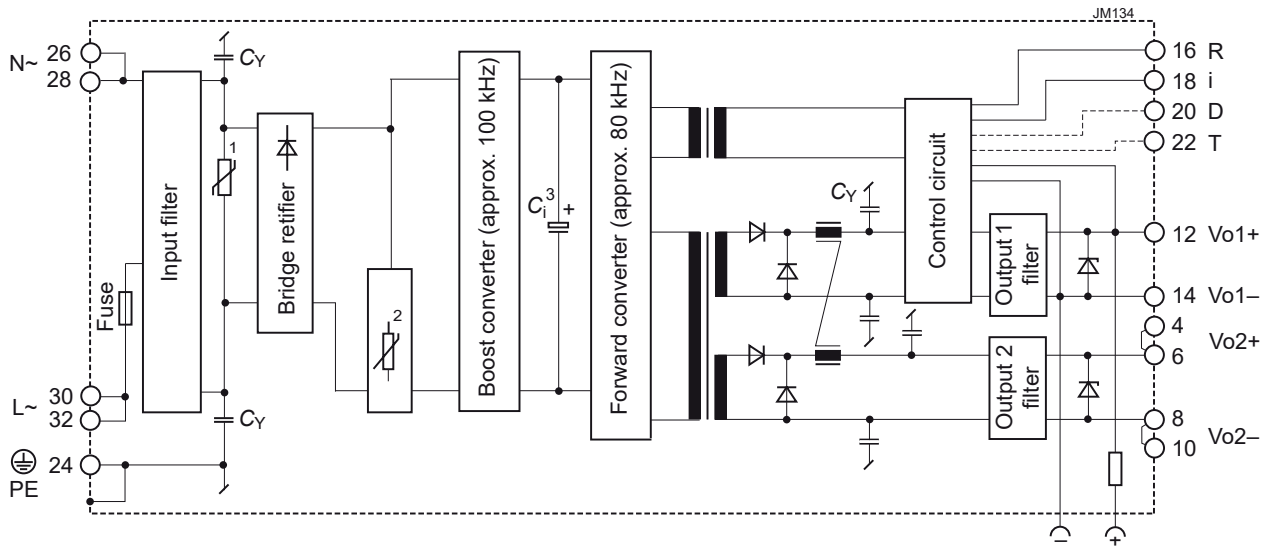 JM134
N~
26
28
CY
Input filter
Fuse
L~
30
32
PE
24
CY
1
Bridge retifier
2
Boost converter (approx. 100 kHz)
Ci3
+
Forward converter (approx. 80 kHz)
CY
Control circuit
Output 1
filter
Output 2
filter
16 R
18 i
20 D
22 T
12 Vo1+
14 Vo1–
4
Vo2+
6
8
Vo2–
10
–
+